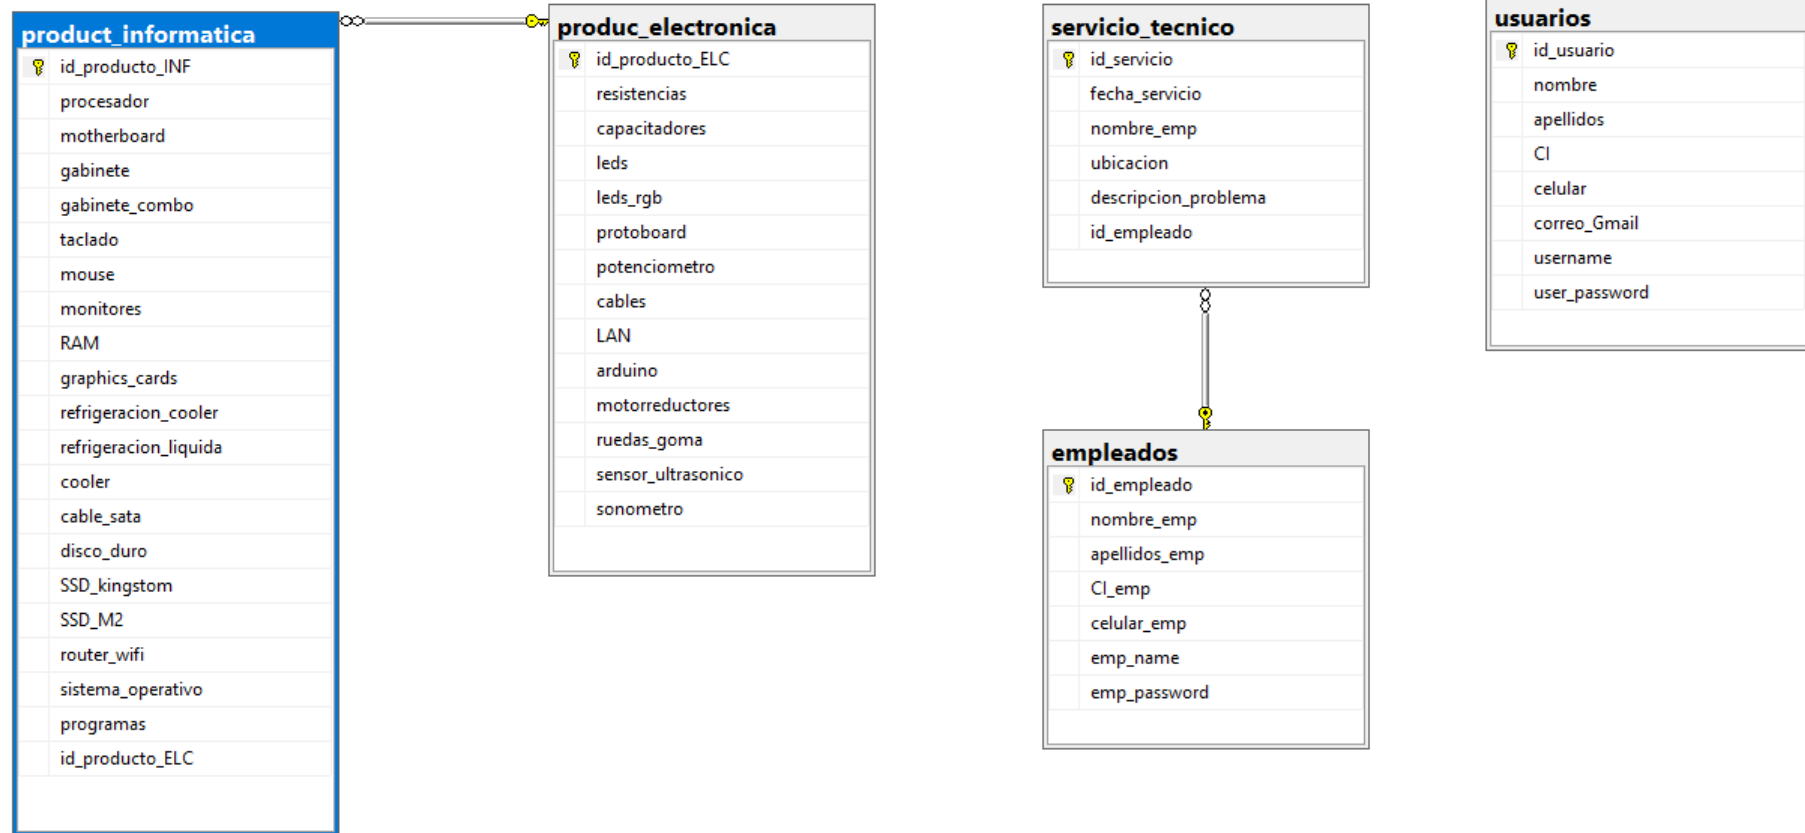 product_informatica
id_producto_INF
procesador
motherboard
gabinete
gabinete_combo
taclado
mouse
monitores
RAM
graphics_cards
refrigeracion_cooler
refrigeracion_liquida
cooler
cable_sata
disco_duro
SSD_kingstom
SSD_M2
router_wifi
sistema_operativo
programas
id_producto_ELC
produc_electronica
id_producto_ELC
resistencias
capacitadores
leds
leds_rgb
protoboard
potenciometro
cables
LAN
arduino
motorreductores
ruedas_goma
sensor_ultrasonico
sonometro
servicio_tecnico
id_servicio
fecha_servicio
nombre_emp
ubicacion
descripcion_problema
id_empleado
empleados
id_empleado
nombre_emp
apellidos_emp
CI_emp
celular_emp
emp_name
emp_password
usuarios
id_usuario
nombre
apellidos
CI
celular
correo_Gmail
username
user_password